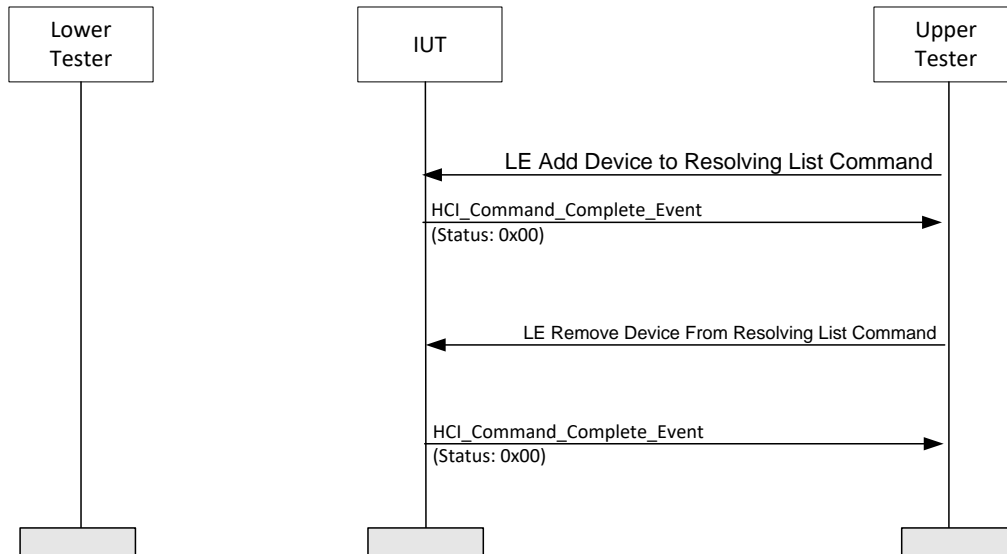 Lower
Tester
IUT
Upper
Tester
LE Add Device to Resolving List Command
HCI_Command_Complete_Event
(Status: 0x00)
LE Remove Device From Resolving List Command
HCI_Command_Complete_Event
(Status: 0x00)